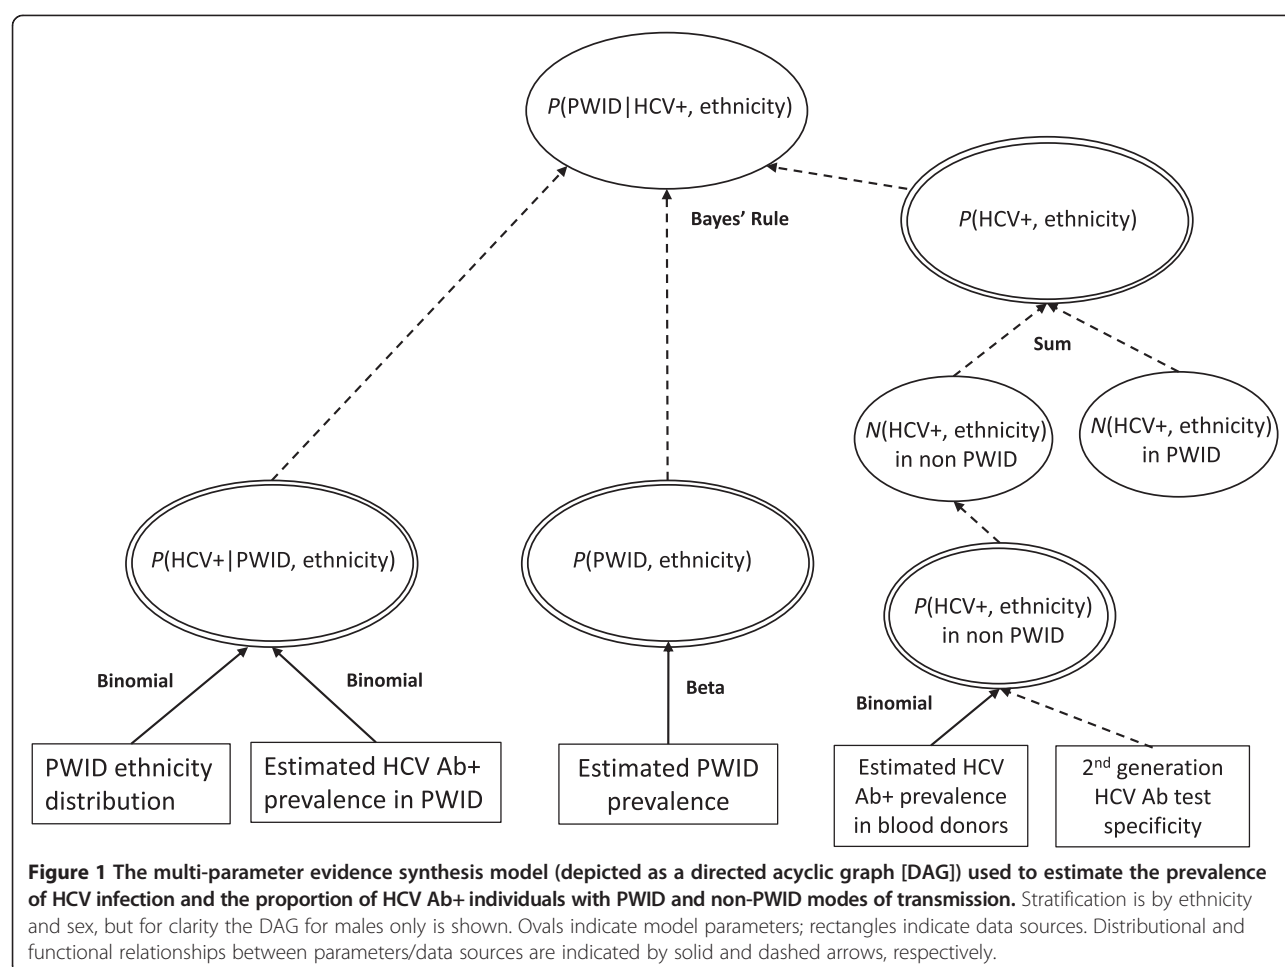 P(PWID|HCV+, ethnicity)
Bayes’ Rule
P(HCV+, ethnicity)
Sum
N(HCV+, ethnicity)
in non PWID
N(HCV+, ethnicity)
in PWID
P(HCV+|PWID, ethnicity)
P(PWID, ethnicity)
P(HCV+, ethnicity)
in non PWID
Binomial
Binomial
Beta
Binomial
PWID ethnicity
distribution
Estimated HCV Ab+
prevalence in PWID
Estimated PWID
prevalence
Estimated HCV
Ab+ prevalence
in blood donors
2nd generation
HCV Ab test
specificity
Figure 1 The multi-parameter evidence synthesis model (depicted as a directed acyclic graph [DAG]) used to estimate the prevalence
of HCV infection and the proportion of HCV Ab+ individuals with PWID and non-PWID modes of transmission. Stratification is by ethnicity
and sex, but for clarity the DAG for males only is shown. Ovals indicate model parameters; rectangles indicate data sources. Distributional and
functional relationships between parameters/data sources are indicated by solid and dashed arrows, respectively.